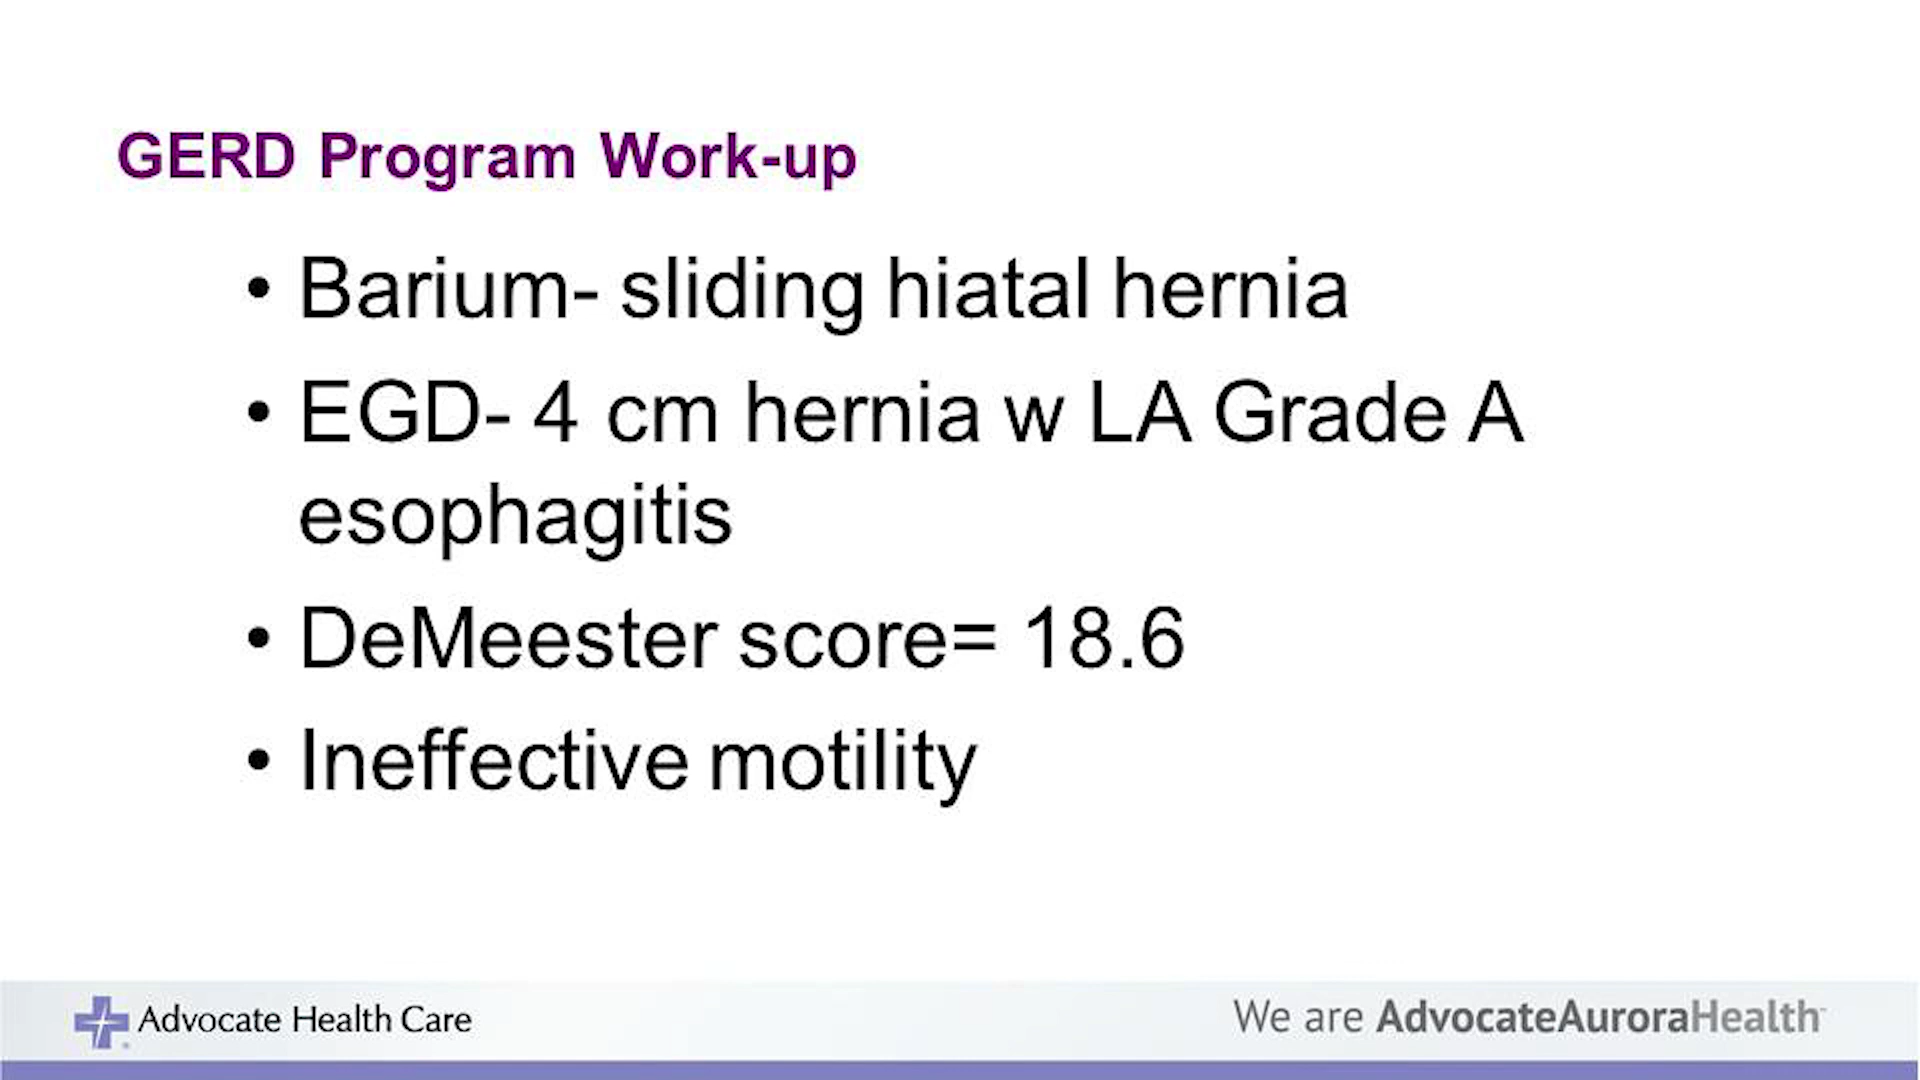 GERD Program Work-up
• Barium- sliding hiatal hernia
• EGD- 4 cm hernia w LA Grade A
esophagitis
• DeMeester score= 18.6
• Ineffective motility
Advocate Health Care
We are AdvocateAuroraHealth